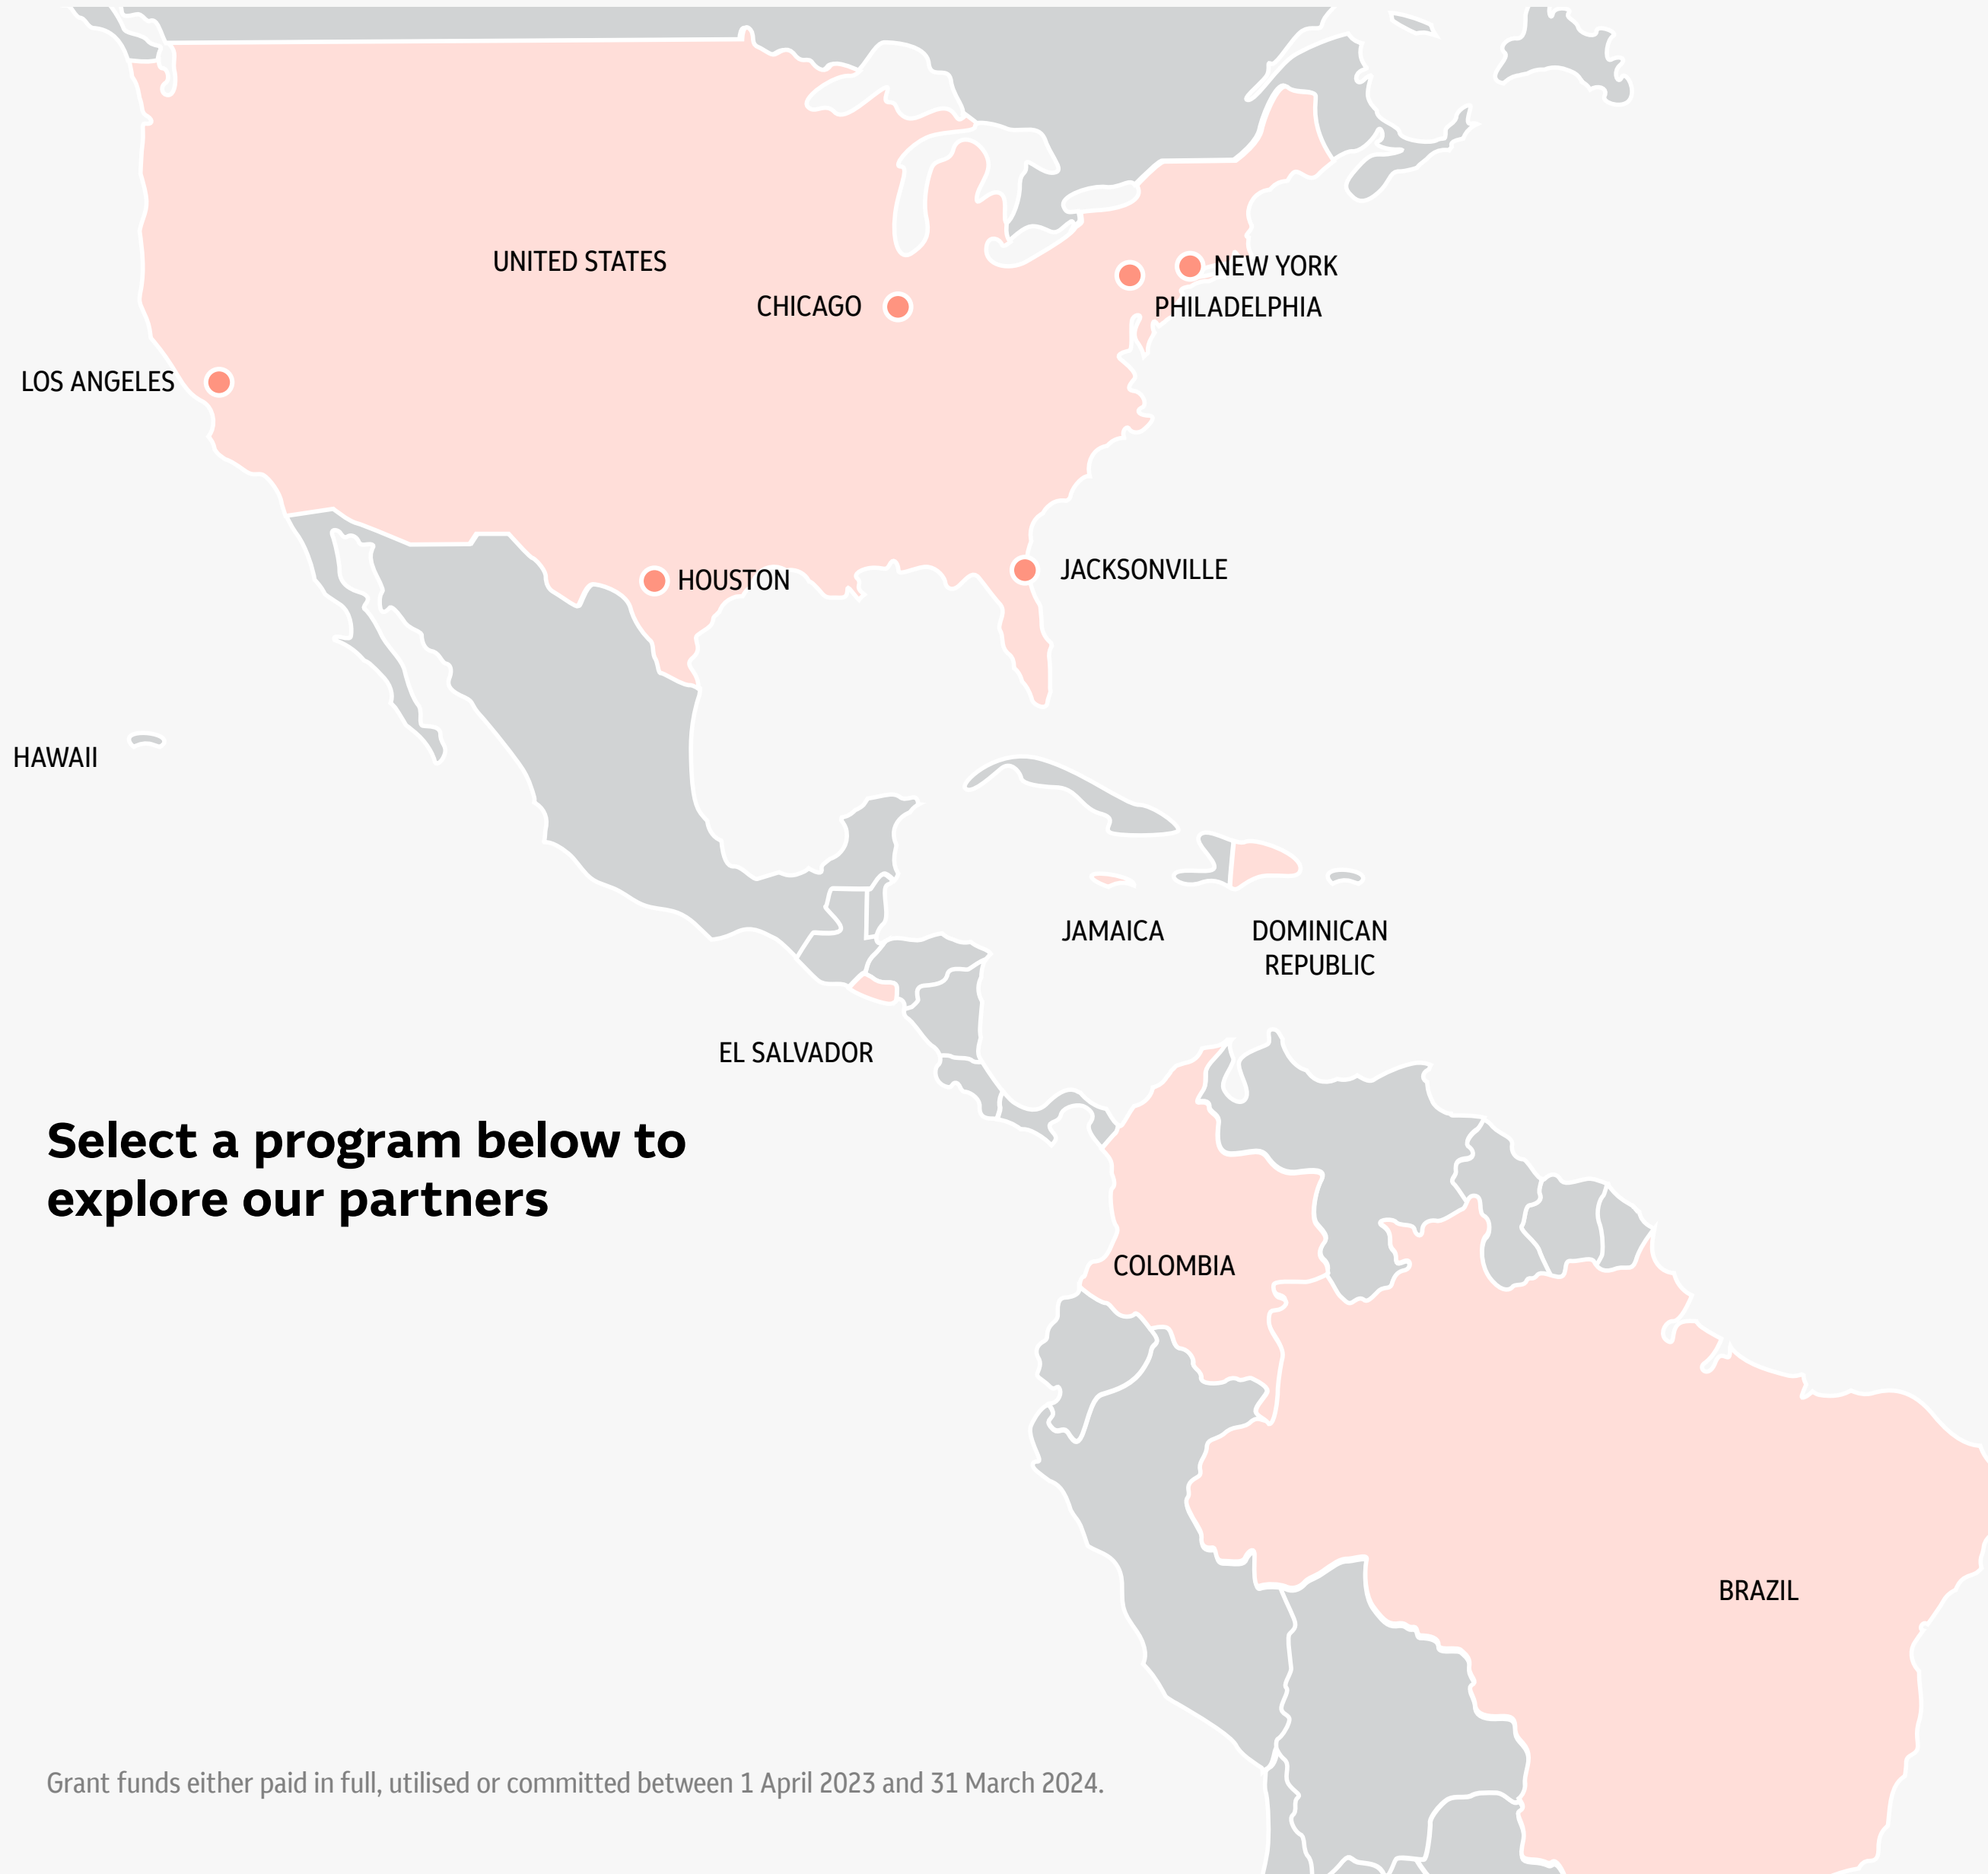 UNITED STATES
NEW YORK
CHICAGO
PHILADELPHIA
LOS ANGELES
HOUSTON
JACKSONVILLE
HAWAII
JAMAICA
DOMINICAN
REPUBLIC
EL SALVADOR
Select a program below to
explore our partners
COLOMBIA
BRAZIL
Grant funds either paid in full, utilised or committed between 1 April 2023 and 31 March 2024.